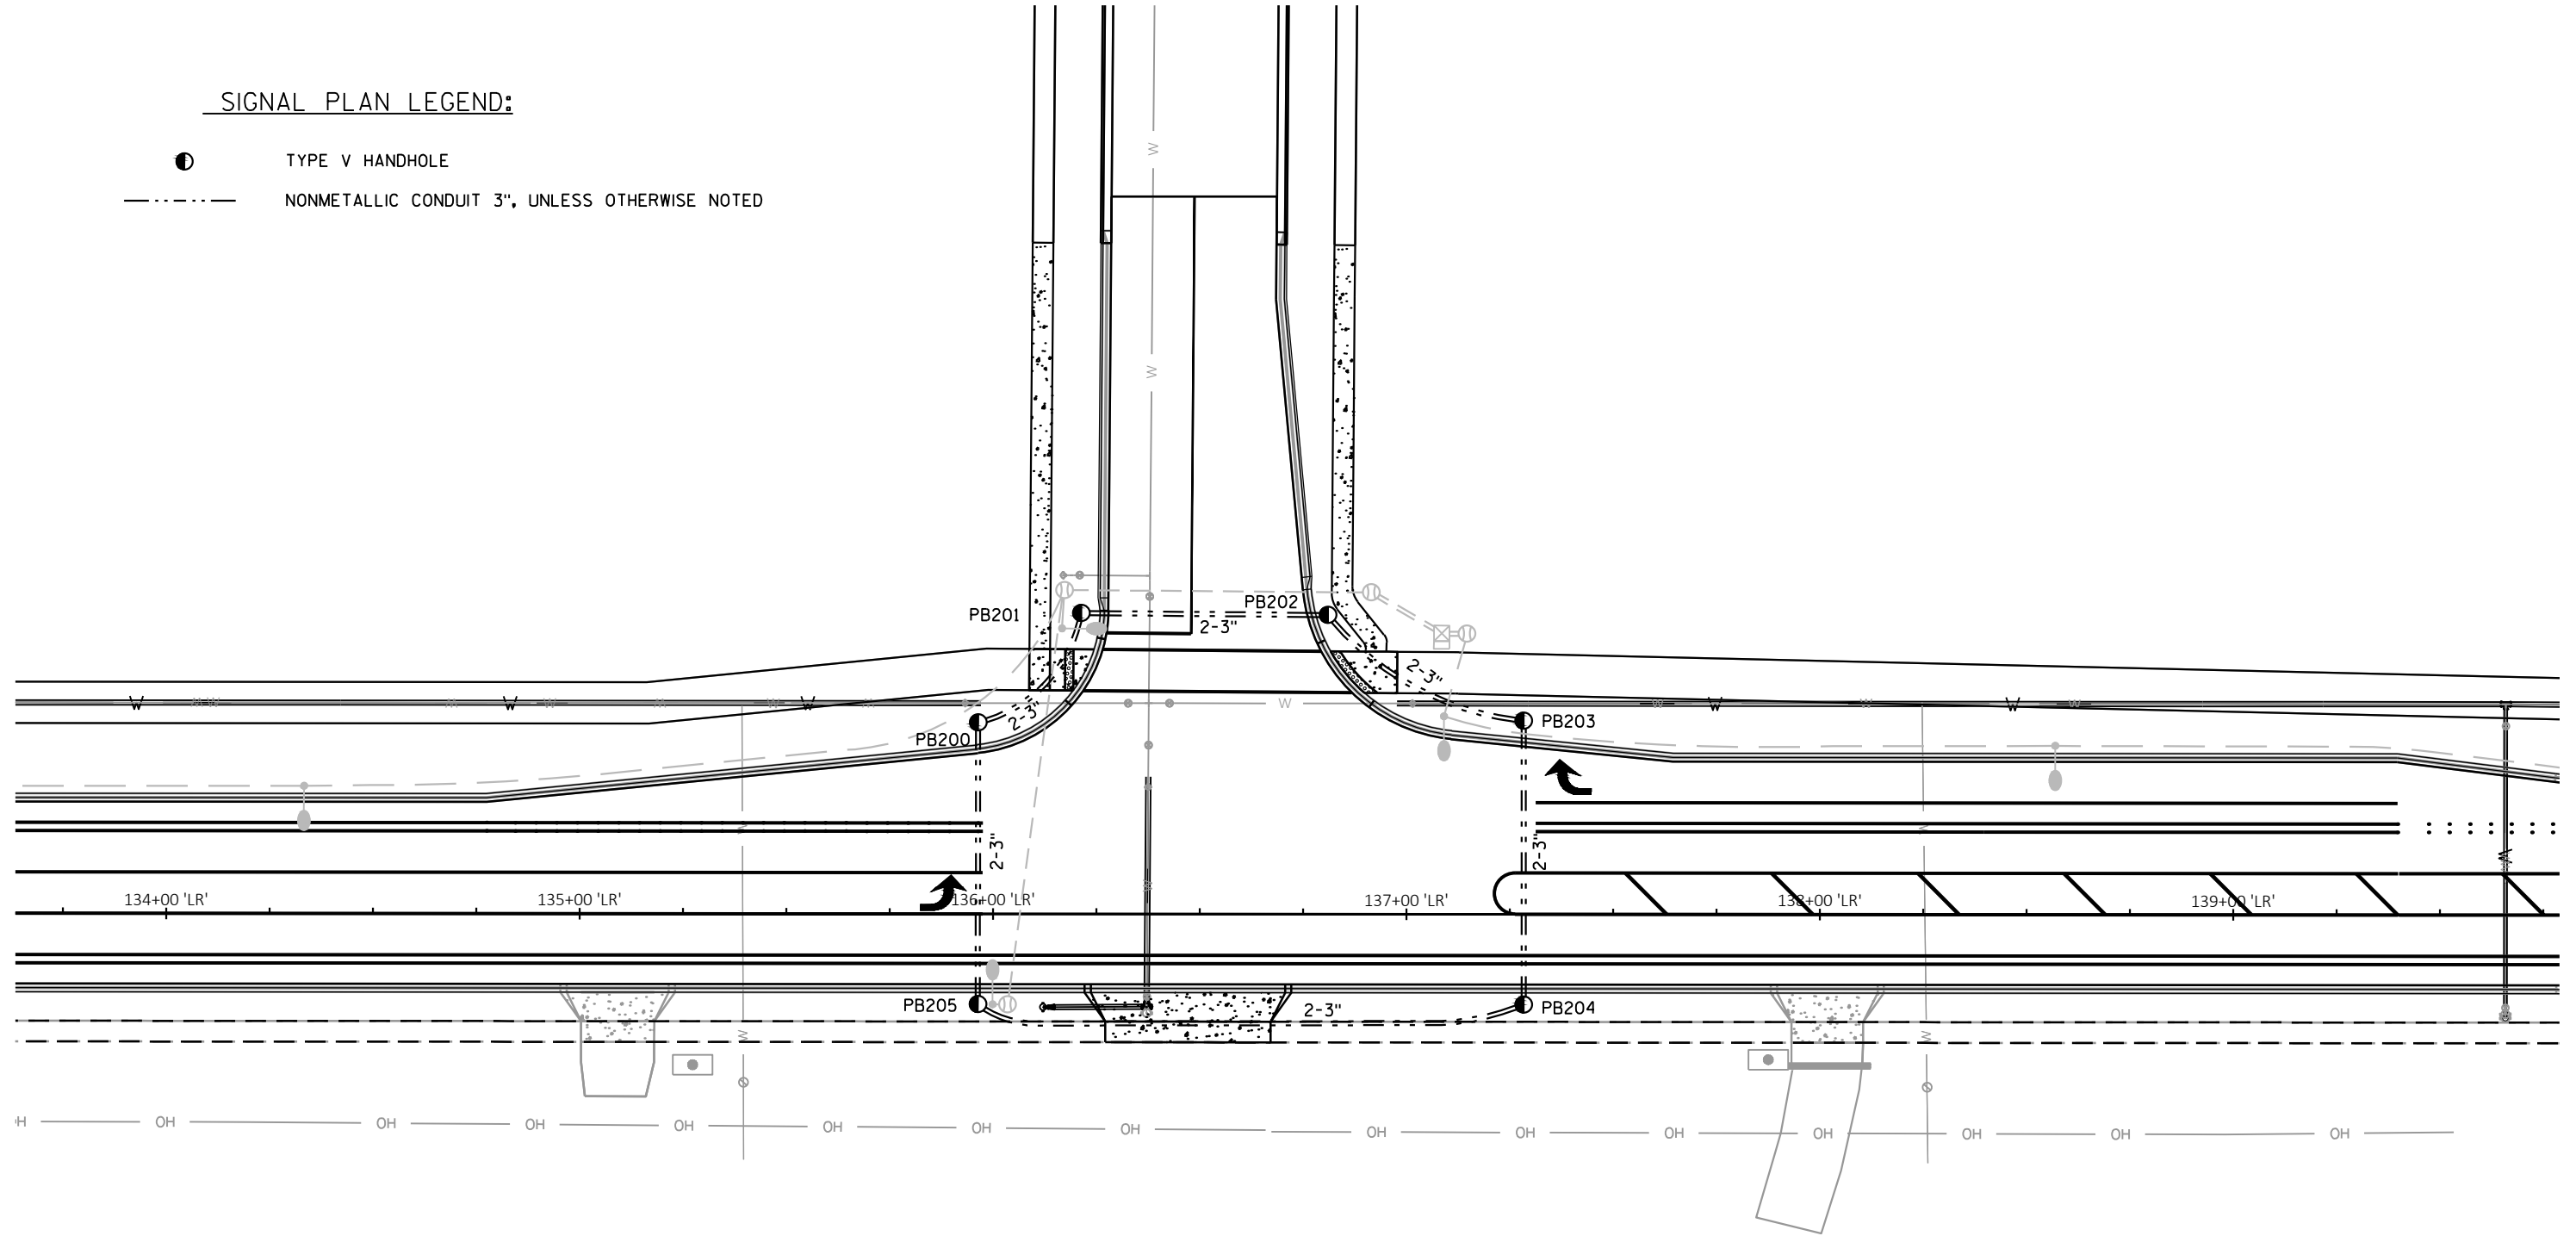 SIGNAL PLAN LEGEND:
TYPE V HANDHOLE
NONMETALLIC CONDUIT 3", UNLESS OTHERWISE NOTED
W
W
PB201
PB202
2-3"
2-3"
2-3"
W
W
W
W
W
W
PB200
PB203
2-3"
2-3"
134+00 'LR'
135+00 'LR'
136+00 'LR'
137+00 'LR'
138+00 'LR'
139+00 'LR'
PB205
2-3"
PB204
W
W
OH
OH
OH
OH
OH
OH
OH
OH
OH
OH
OH
OH
OH
OH